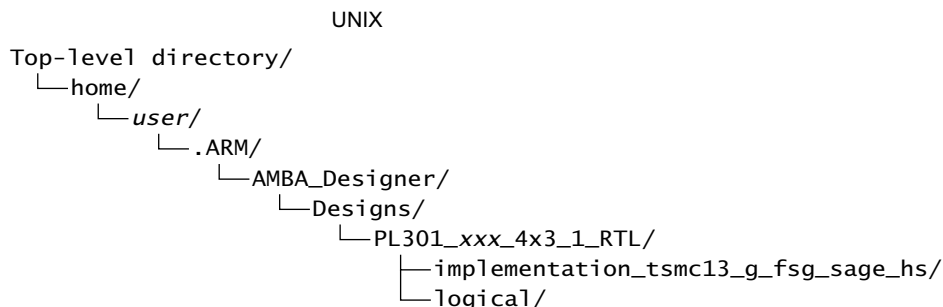 UNIX
Top-level directory/
home/
user/
.ARM/
AMBA_Designer/
Designs/
PL301_xxx_4x3_1_RTL/
implementation_tsmc13_g_fsg_sage_hs/
logical/